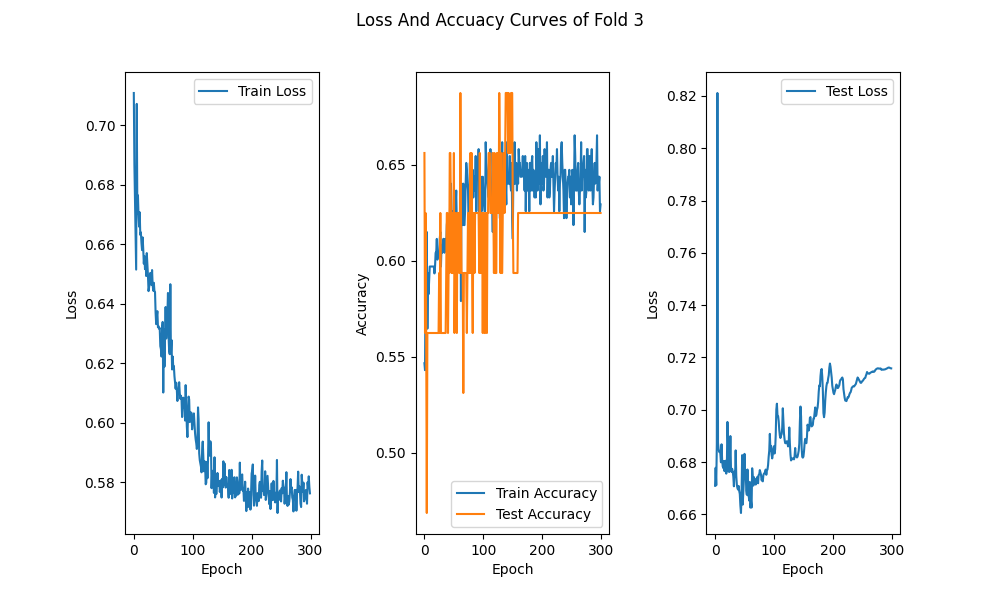 Loss And Accuacy Curves of Fold 3
Train Loss
0.70
0.68
0.66
0.64
0.62
0.60
0.58
Loss
0 100 200 300
Epoch
0.65
0.60
0.55
0.50
Accuracy
Train Accuracy
Test Accuracy
0 100 200 300
Epoch
Test Loss
0.82
0.80
0.78
0.76
0.74
0.72
0.70
0.68
0.66
Loss
0 100 200 300
Epoch